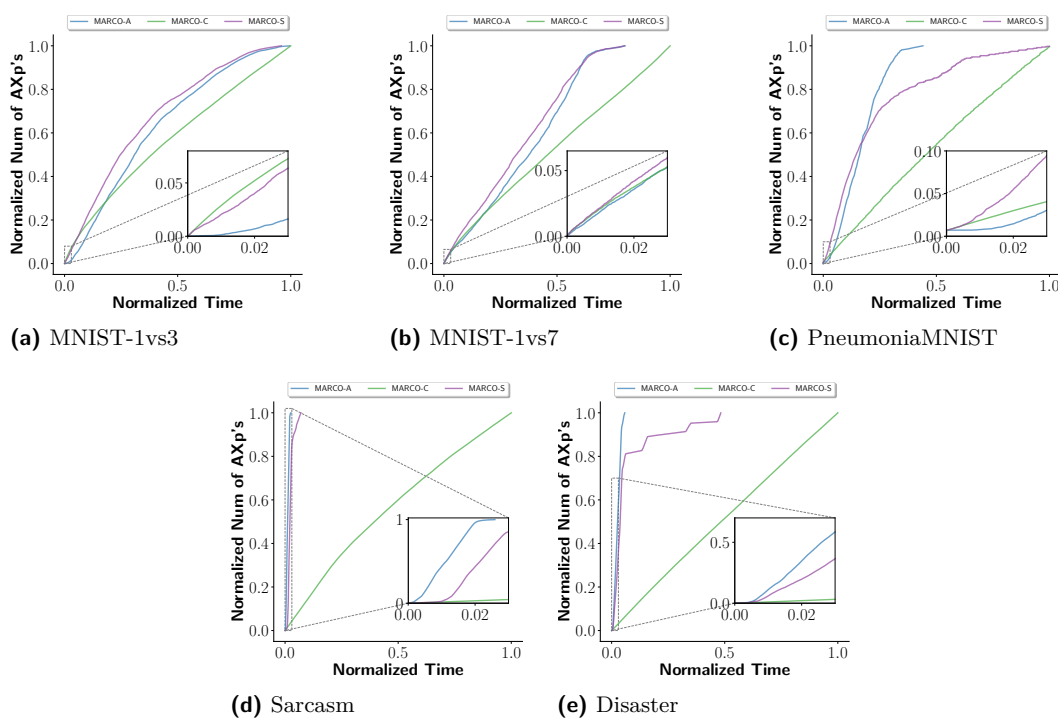 MARCO-A MARCO-C MARCO-S
MARCO-A MARCO-C MARCO-S
MARCO-A MARCO-C MARCO-S
Normalized Num of AXp's
1.0
0.8
0.6
0.4
0.2
0.0
0.05
0.00
0.02
0.0 0.5 1.0
Normalized Time
Normalized Num of AXp's
1.0
0.8
0.6
0.4
0.2
0.0
0.05
0.00
0.00 0.02
0.0 0.5 1.0
Normalized Time
Normalized Num of AXp's
1.0
0.8
0.6
0.4
0.2
0.0
0.10
0.05
0.00
0.00 0.02
0.0 0.5 1.0
Normalized Time
(a) MNIST-1vs3
(b) MNIST-1vs7
(c) PneumoniaMNIST
MARCO-A MARCO-C MARCO-S
MARCO-A MARCO-C MARCO-S
Normalized Num of AXp's
1.0
0.8
0.6
0.4
0.2
0.0
1
0
0.00 0.02
0.0 0.5 1.0
Normalized Time
Normalized Num of AXp's
1.0
0.8
0.6
0.4
0.2
0.0
0.5
0.0
0.00 0.02
0.0 0.5 1.0
Normalized Time
(d) Sarcasm
(e) Disaster